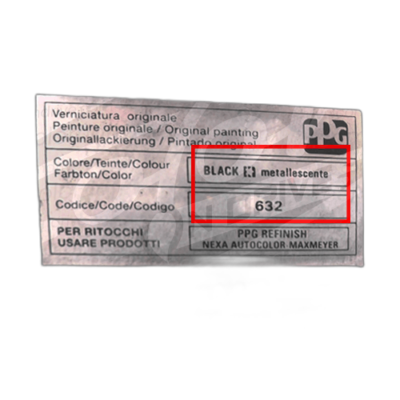 Verniciatura originale
Peinture originale / Original painting
Originallackierung / Pintado original
PPG
Colore/Teinte/Colour
Farbton/Color
BLACK metallescente
Codice/Code/Codigo
632
PER RITOCCHI
USARE PRODOTTI
PPG REFINISH
NEXA AUTOCOLOR MAXMEYER